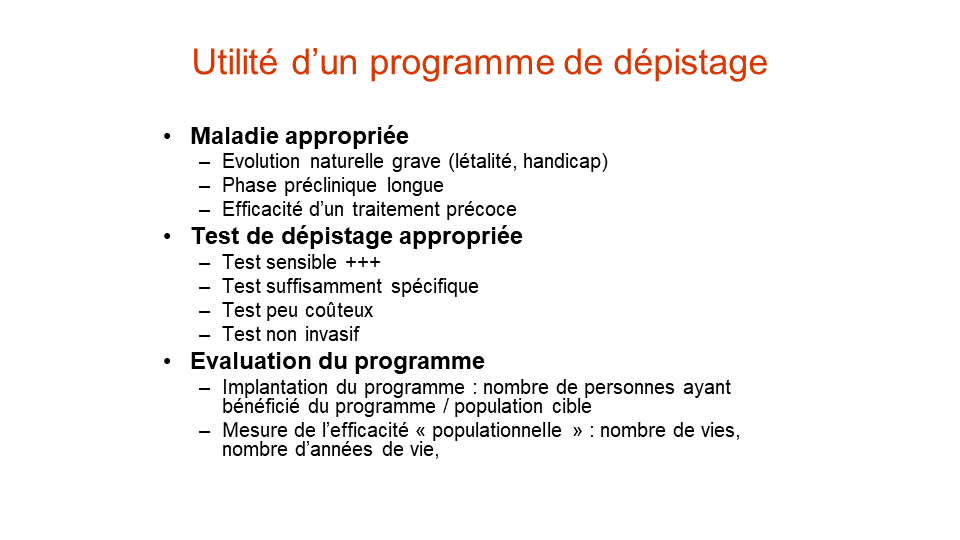 Utilité d’un programme de dépistage
• Maladie appropriée
– Evolution naturelle grave (létalité, handicap)
– Phase préclinique longue
– Efficacité d’un traitement précoce
• Test de dépistage appropriée
– Test sensible +++
– Test suffisamment spécifique
– Test peu coûteux
– Test non invasif
• Evaluation du programme
– Implantation du programme : nombre de personnes ayant
bénéficié du programme / population cible
– Mesure de l’efficacité « populationnelle » : nombre de vies,
nombre d’années de vie,